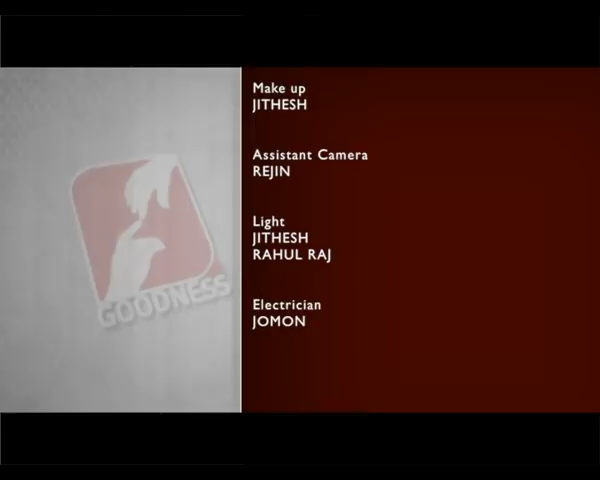 Make up
JITHESH
Assistant Camera
REJIN
Light
JITHESH
RAHUL RAJ
Electrician
JOMON
GOODNESS